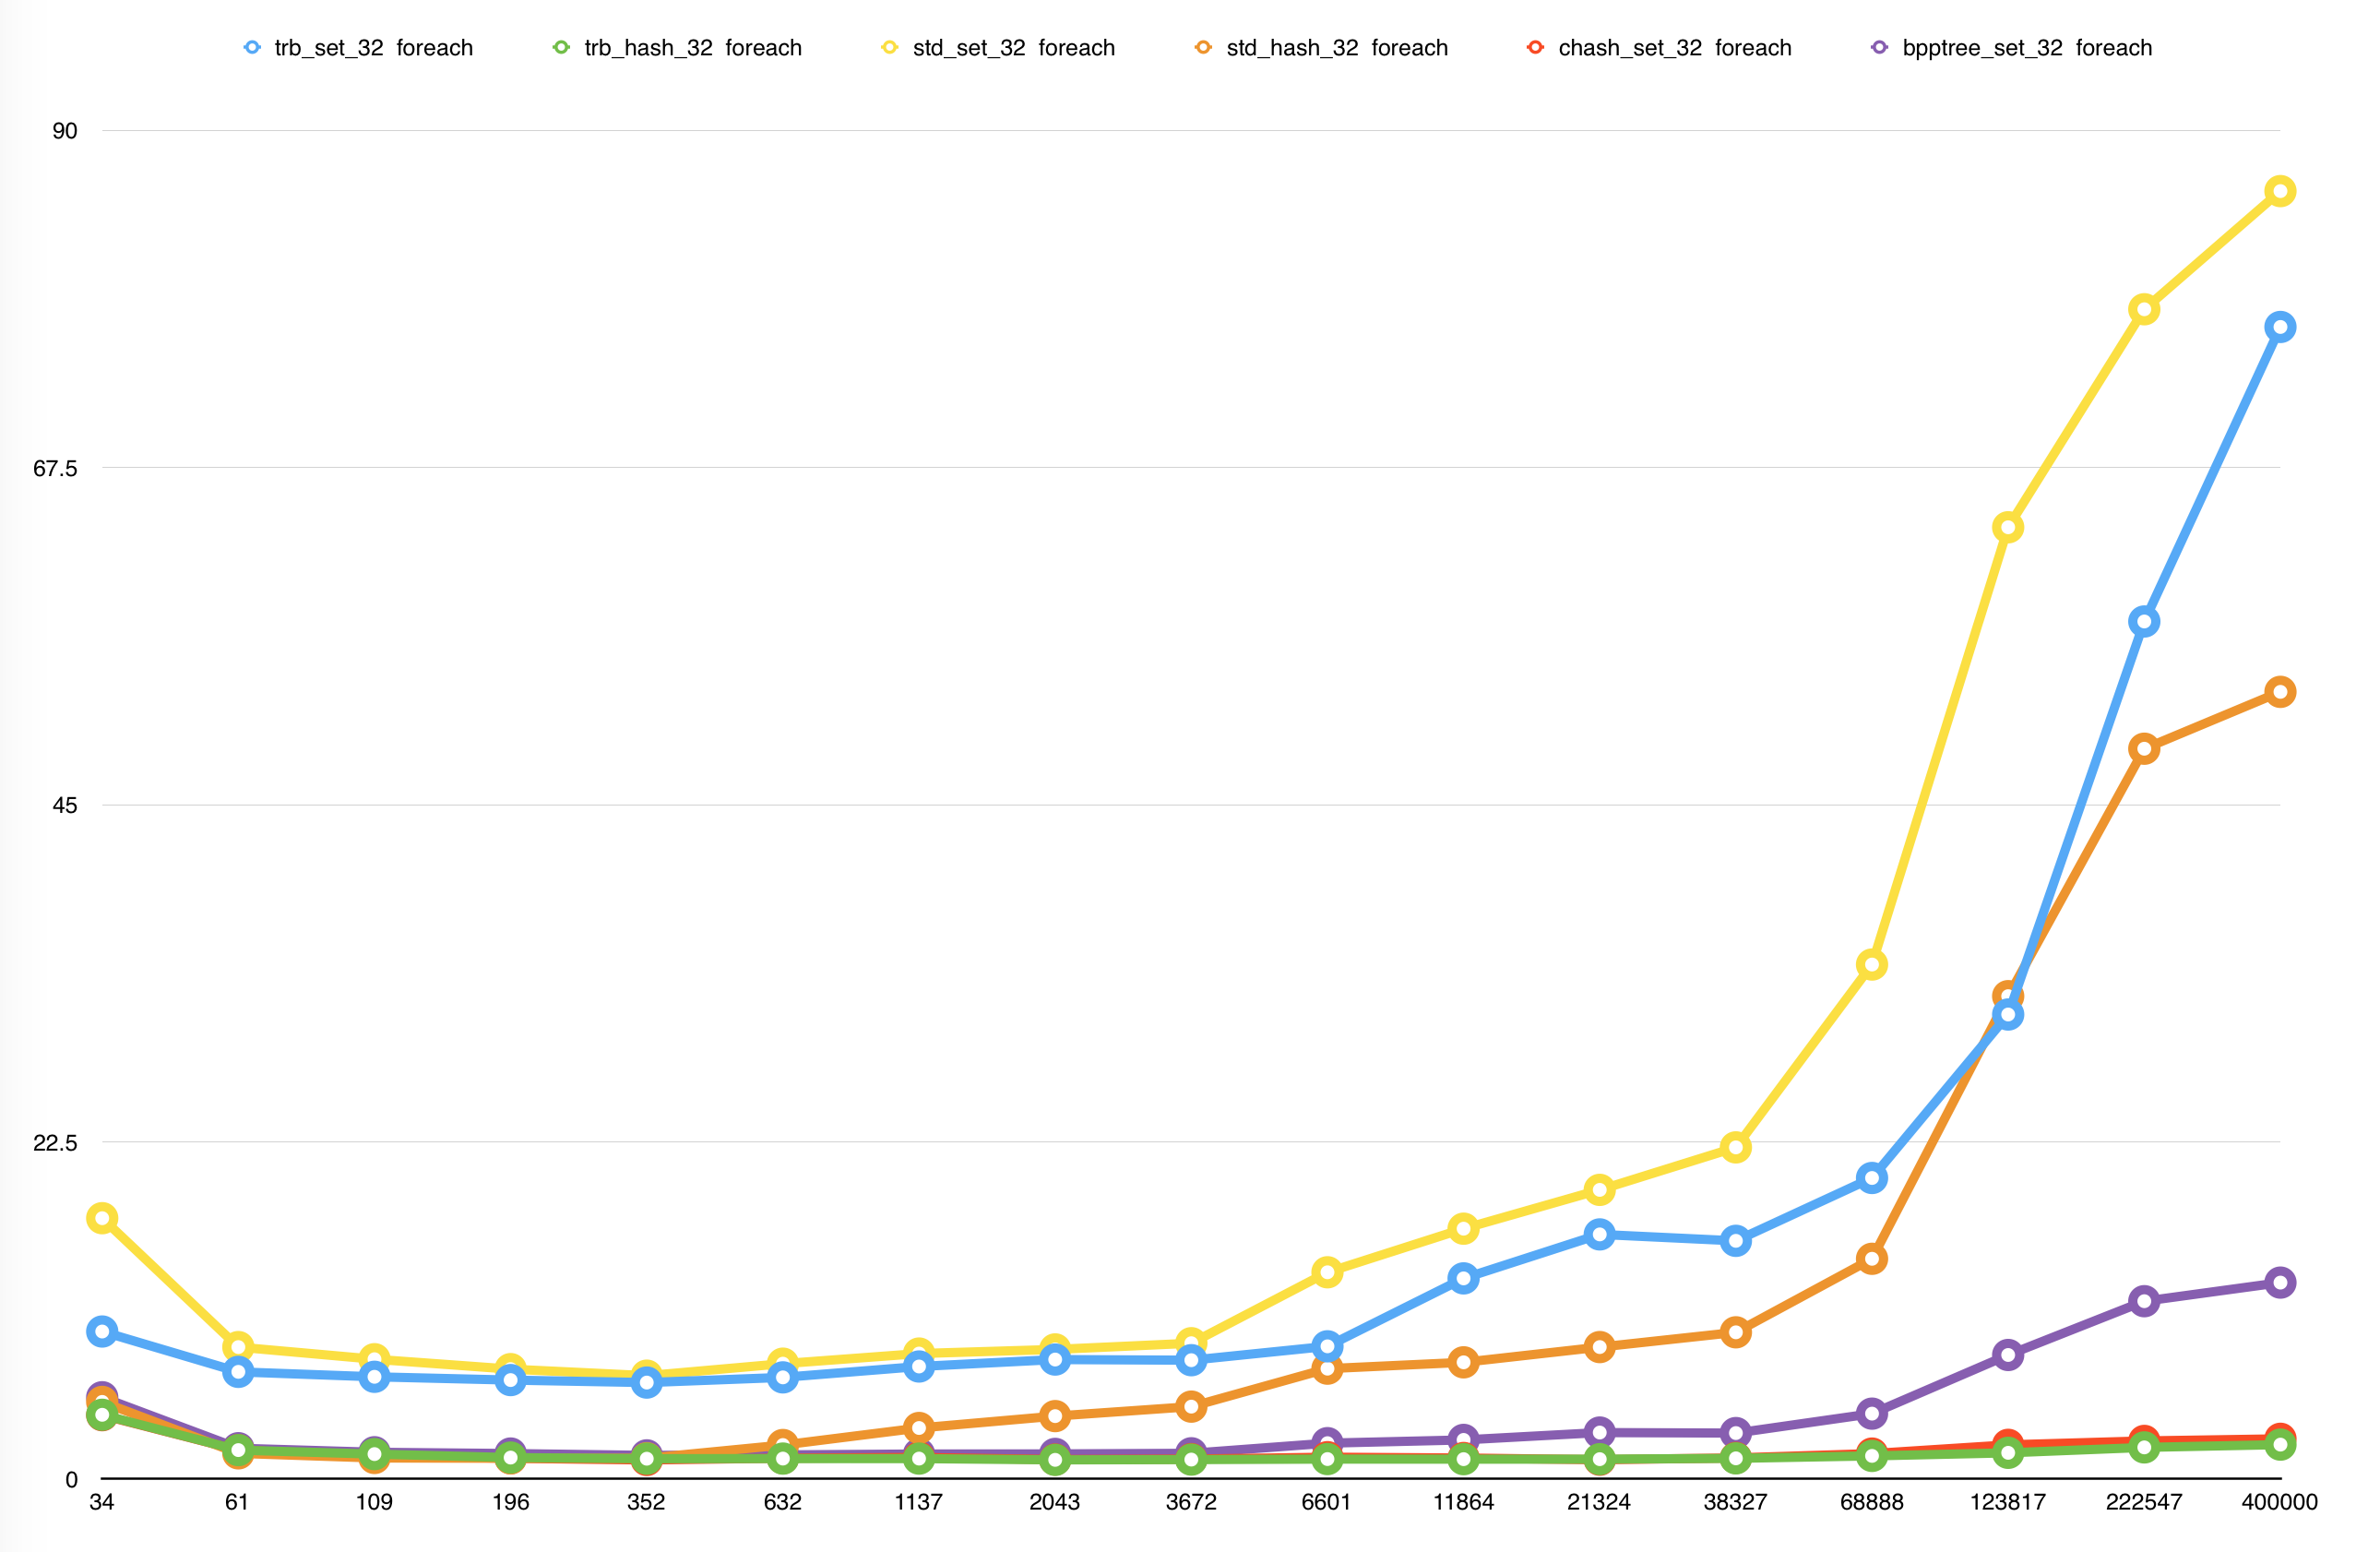 trb_set_32 foreach trb_hash_32 foreach std_set_32 foreach std_hash_32 foreach chash_set_32 foreach bpptree_set_32 foreach
90
67.5
45
22.5
0
34 61 109 196 352 632 1137 2043 3672 6601 11864 21324 38327 68888 123817 222547 400000